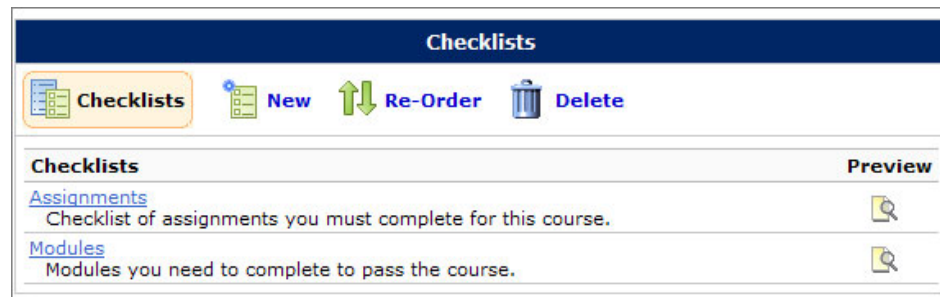 Checklists
Checklists New Re-Order Delete
Checklists Preview
Assignments
Checklist of assignments you must complete for this course.
Modules
Modules you need to complete to pass the course.